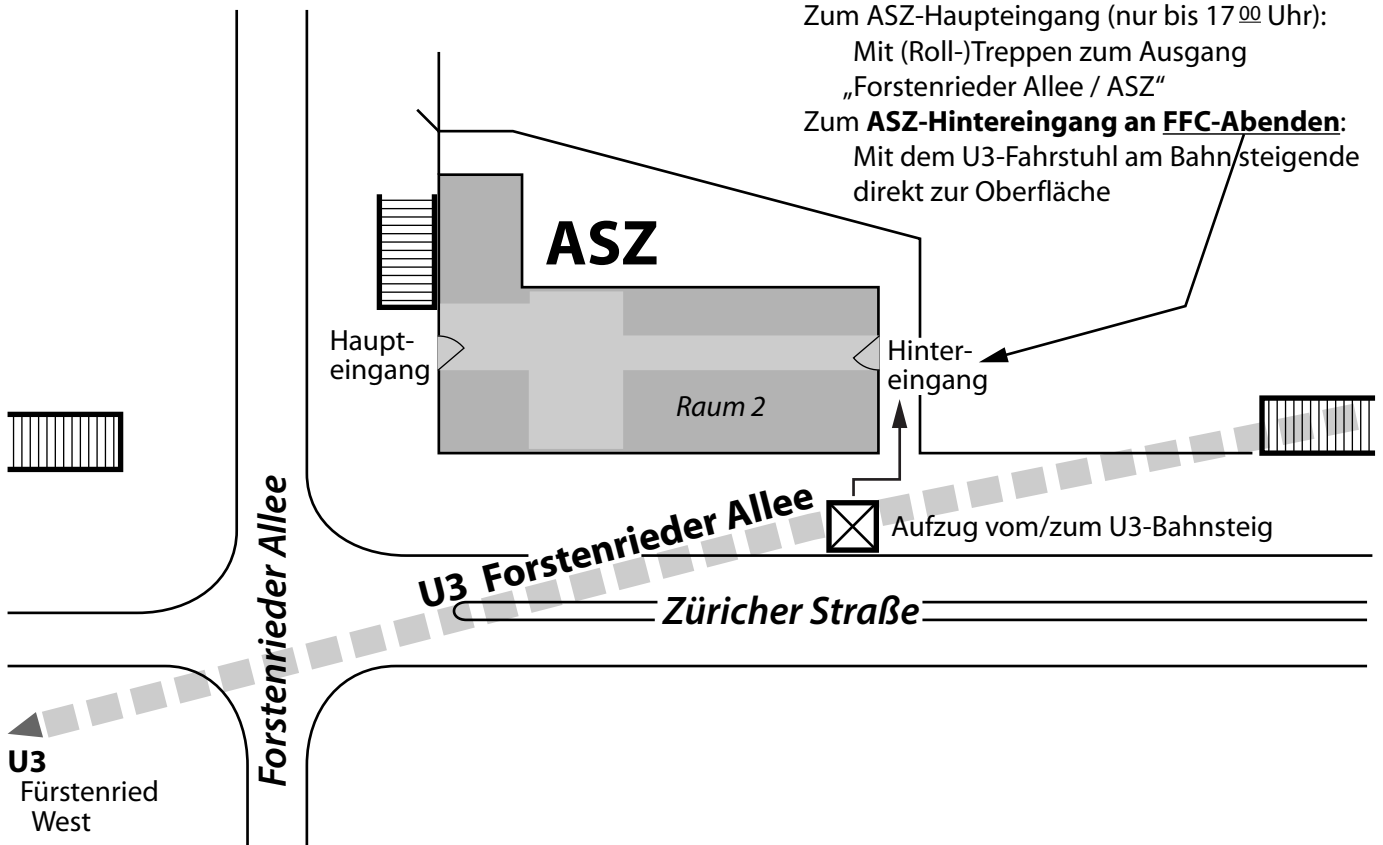 Zum ASZ-Haupteingang (nur bis 17 00 Uhr):
Mit (Roll-)Treppen zum Ausgang
„Forstenrieder Allee / ASZ“
Zum ASZ-Hintereingang an FFC-Abenden:
Mit dem U3-Fahrstuhl am Bahnsteigende
direkt zur Oberfläche
ASZ
Haupt-
eingang
Hinter-
eingang
Raum 2
Forstenrieder Allee
U3 Forstenrieder Allee
Aufzug vom/zum U3-Bahnsteig
Züricher Straße
U3
Fürstenried
West